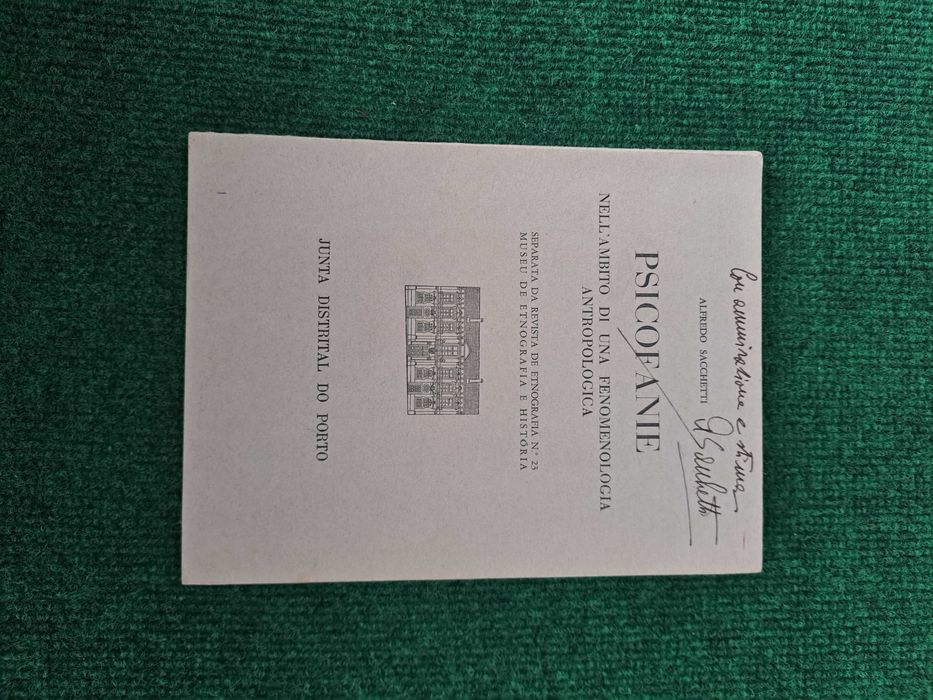 Con ammirazione e stima
ALFREDO SACCHETTI
ASacchetti
PSICOFANIE
NELL'AMBITO DI UNA FENOMENOLOGIA
ANTROPOLOGICA
SEPARATA DA REVISTA DE ETNOGRAFIA N.º 23
MUSEU DE ETNOGRAFIA E HISTÓRIA
JUNTA DISTRITAL DO PORTO